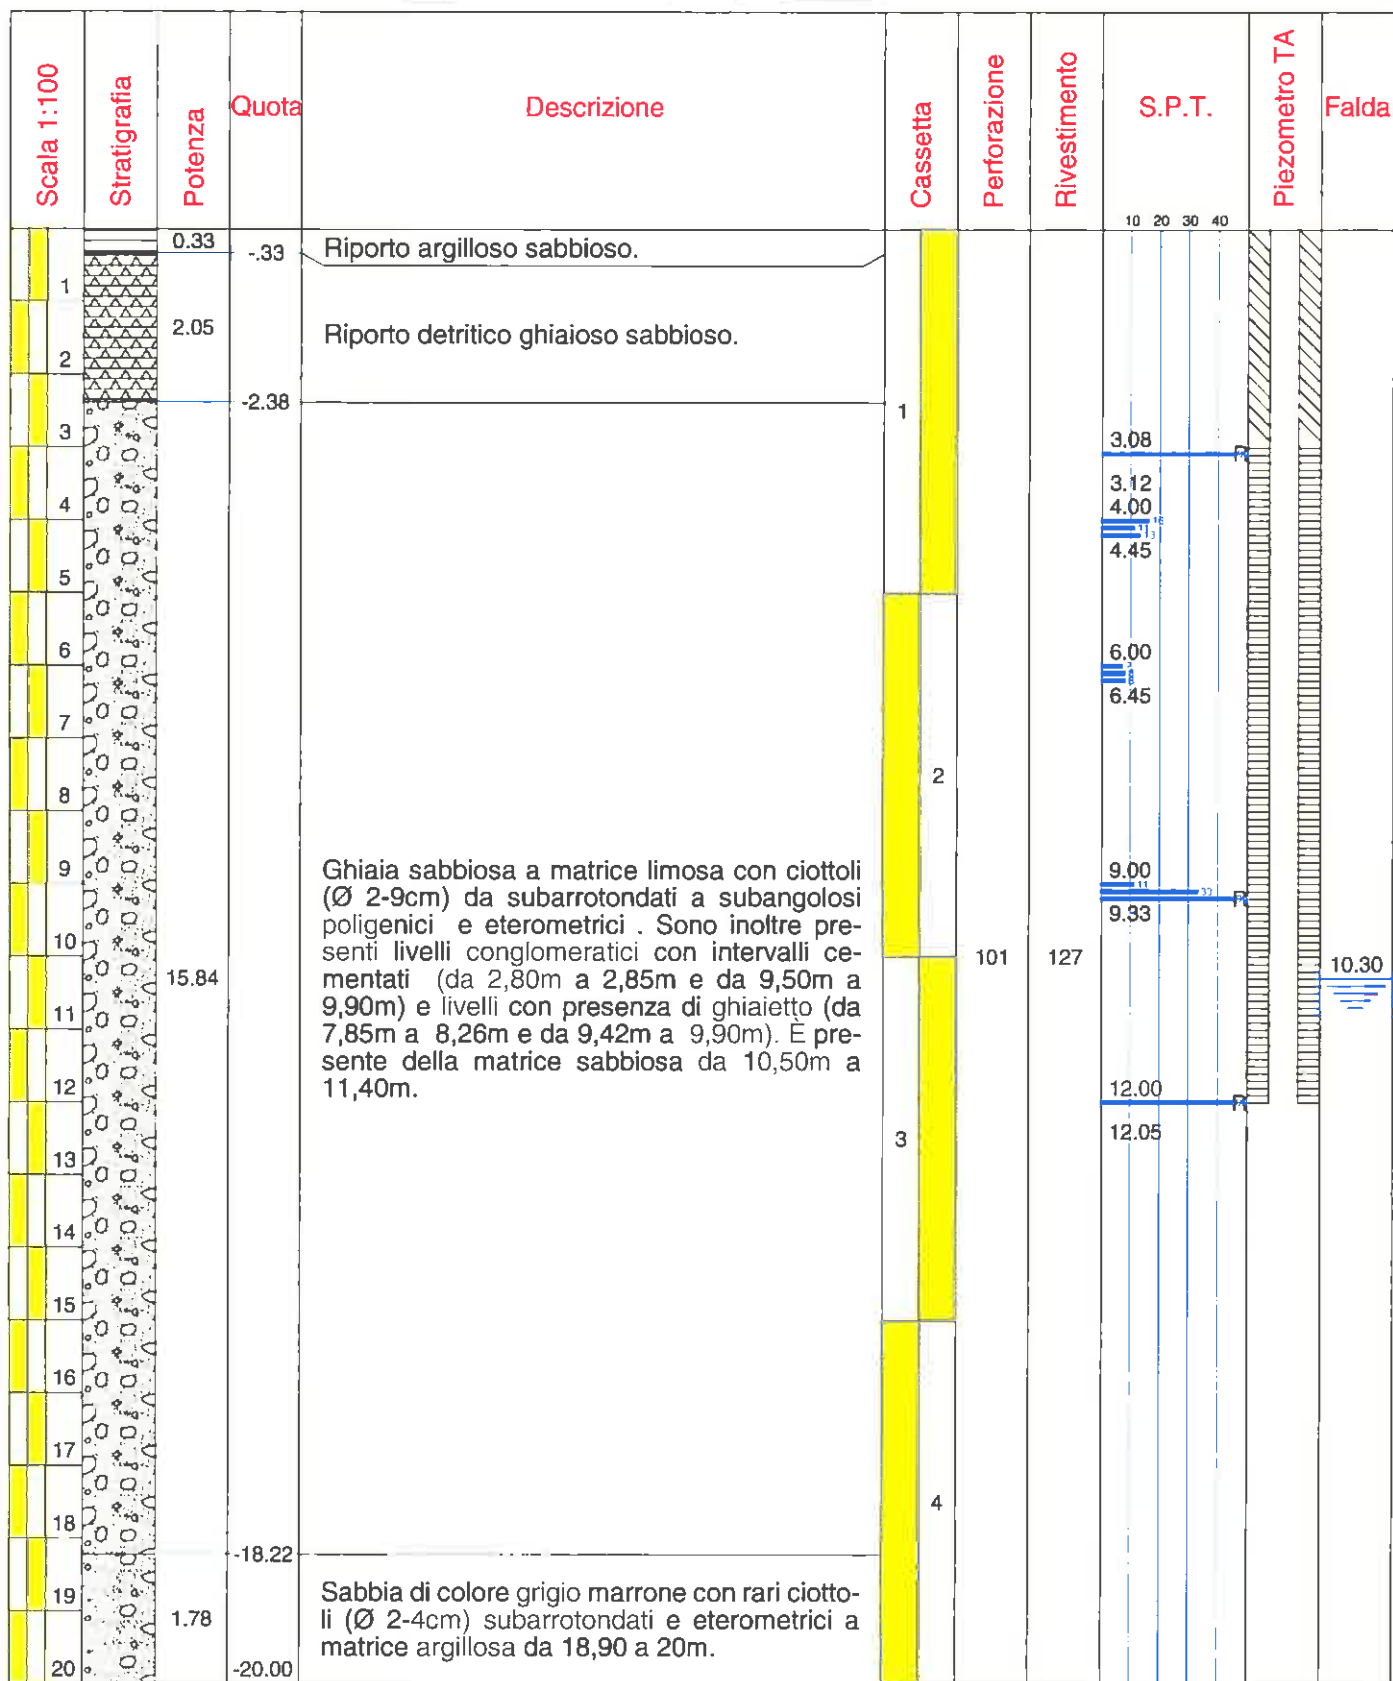 Scala 1:100
Stratigrafia
Potenza
Quota
Descrizione
Cassetta
Perforazione
Rivestimento
S.P.T.
Piezometro TA
Falda
10 20 30 40
0.33
-.33
Riporto argilloso sabbioso.
1
2.05
Riporto detritico ghiaioso sabbioso.
2
-2.38
1
3
3.08
R
3.12
4
4.00
16
11
13
4.45
5
6
6.00
6.45
7
2
8
9
Ghiaia sabbiosa a matrice limosa con ciottoli
(Ø 2-9cm) da subarrotondati a subangolosi
poligenici e eterometrici . Sono inoltre pre-
senti livelli conglomeratici con intervalli ce-
mentati (da 2,80m a 2,85m e da 9,50m a
9,90m) e livelli con presenza di ghiaietto (da
7,85m a 8,26m e da 9,42m a 9,90m). È pre-
sente della matrice sabbiosa da 10,50m a
11,40m.
9.00
11
33
R
9.33
10
15.84
101
127
10.30
11
12
12.00
R
12.05
3
13
14
15
16
17
4
18
-18.22
19
1.78
Sabbia di colore grigio marrone con rari ciotto-
li (Ø 2-4cm) subarrotondati e eterometrici a
matrice argillosa da 18,90 a 20m.
20
-20.00